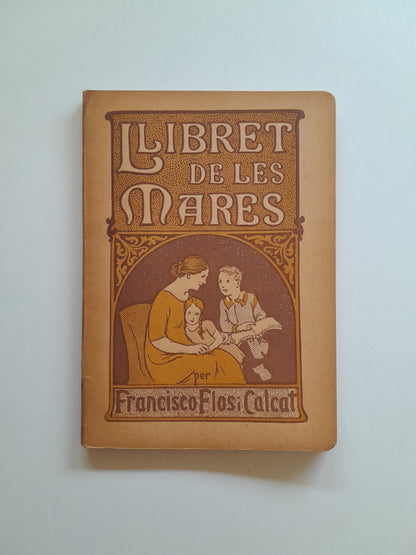 LLIBRET
DE LES
MARES
per
Francisco Flos i Calcat